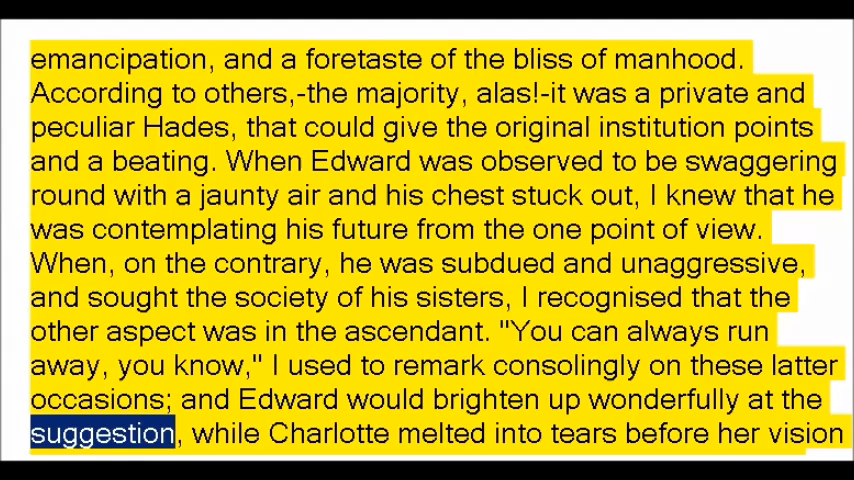 emancipation, and a foretaste of the bliss of manhood.
According to others,-the majority, alas!-it was a private and
peculiar Hades, that could give the original institution points
and a beating. When Edward was observed to be swaggering
round with a jaunty air and his chest stuck out, I knew that he
was contemplating his future from the one point of view.
When, on the contrary, he was subdued and unaggressive,
and sought the society of his sisters, I recognised that the
other aspect was in the ascendant. "You can always run
away, you know," I used to remark consolingly on these latter
occasions; and Edward would brighten up wonderfully at the
suggestion, while Charlotte melted into tears before her vision